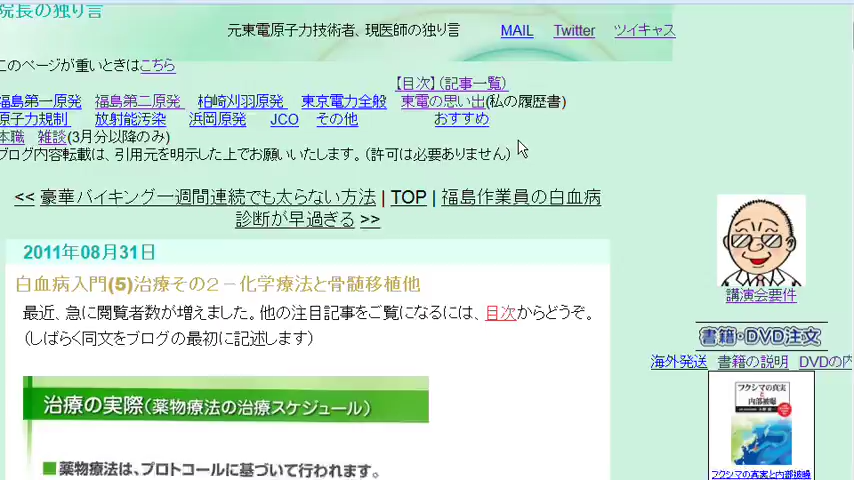 院長の独り言
元東電原子力技術者、現医師の独り言 MAIL Twitter ツイキャス
このページが重いときはこちら
【目次】(記事一覧)
福島第一原発 福島第二原発 柏崎刈羽原発 東京電力全般 東電の思い出(私の履歴書)
原子力規制 放射能汚染 浜岡原発 JCO その他 おすすめ
本職 雑談(3月分以降のみ)
ブログ内容転載は、引用元を明示した上でお願いいたします。(許可は必要ありません)
<< 豪華バイキング一週間連続でも太らない方法 | TOP | 福島作業員の白血病
診断が早過ぎる >>
2011年08月31日
白血病入門(5)治療その2－化学療法と骨髄移植他
最近、急に閲覧者数が増えました。他の注目記事をご覧になるには、目次からどうぞ。
(しばらく同文をブログの最初に記述します)
治療の実際(薬物療法の治療スケジュール)
■薬物療法は、プロトコールに基づいて行われます。
講演会要件
書籍・DVD注文
海外発送 書籍の説明 DVDの内
フクシマの真実と
内部被曝
フクシマの真実と内部被曝